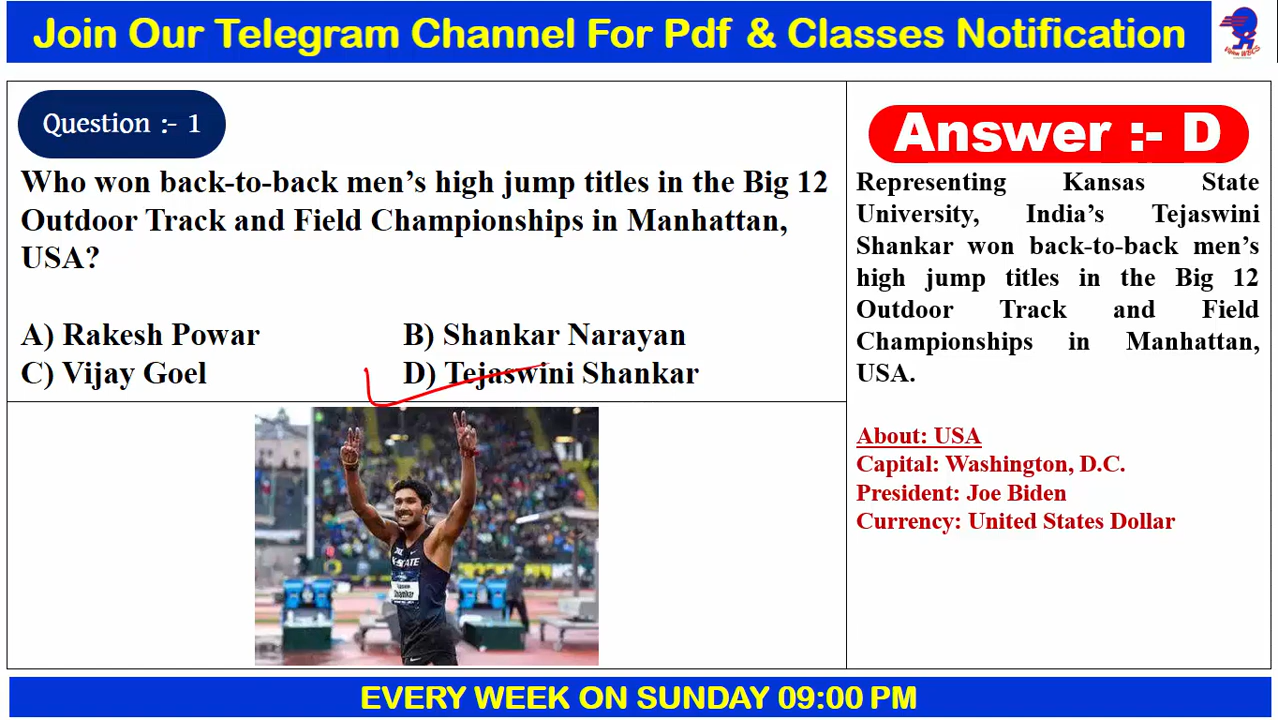 Join Our Telegram Channel For Pdf & Classes Notification
Question :- 1
Who won back-to-back men’s high jump titles in the Big 12
Outdoor Track and Field Championships in Manhattan,
USA?
A) Rakesh Powar
B) Shankar Narayan
C) Vijay Goel
D) Tejaswini Shankar
Answer :- D
Representing Kansas State
University, India’s Tejaswini
Shankar won back-to-back men’s
high jump titles in the Big 12
Outdoor Track and Field
Championships in Manhattan,
USA.
About: USA
Capital: Washington, D.C.
President: Joe Biden
Currency: United States Dollar
K-STATE
Shankar
EVERY WEEK ON SUNDAY 09:00 PM